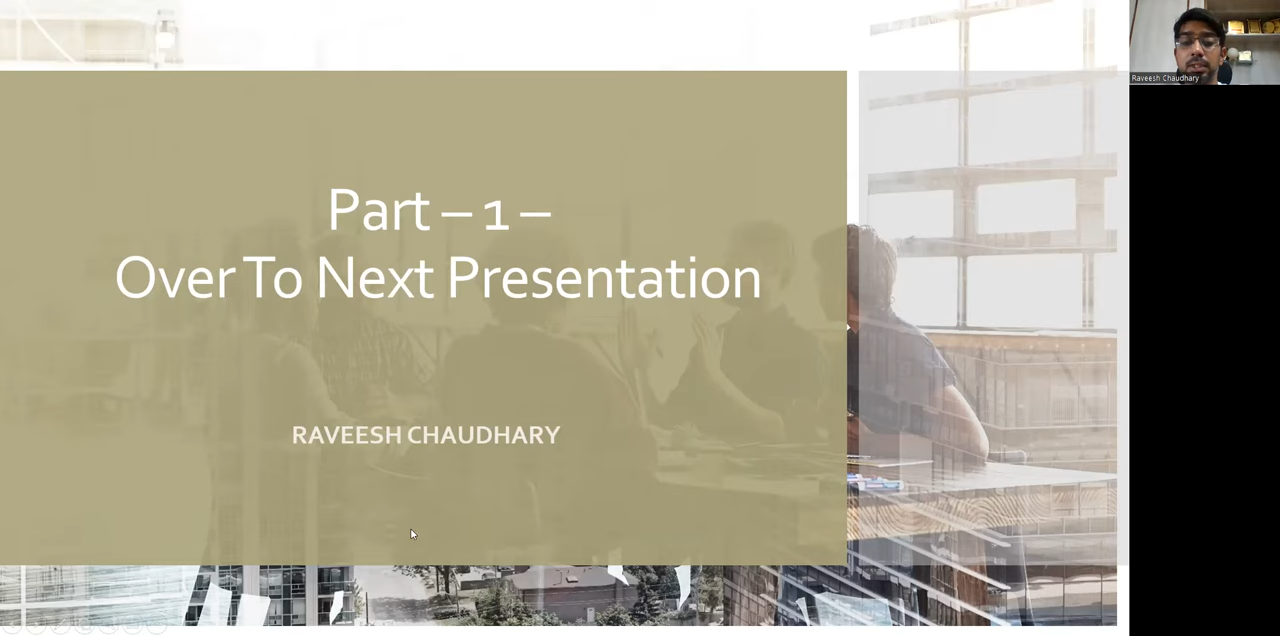 Part – 1 –
Over To Next Presentation
RAVEESH CHAUDHARY
Raveesh Chaudhary